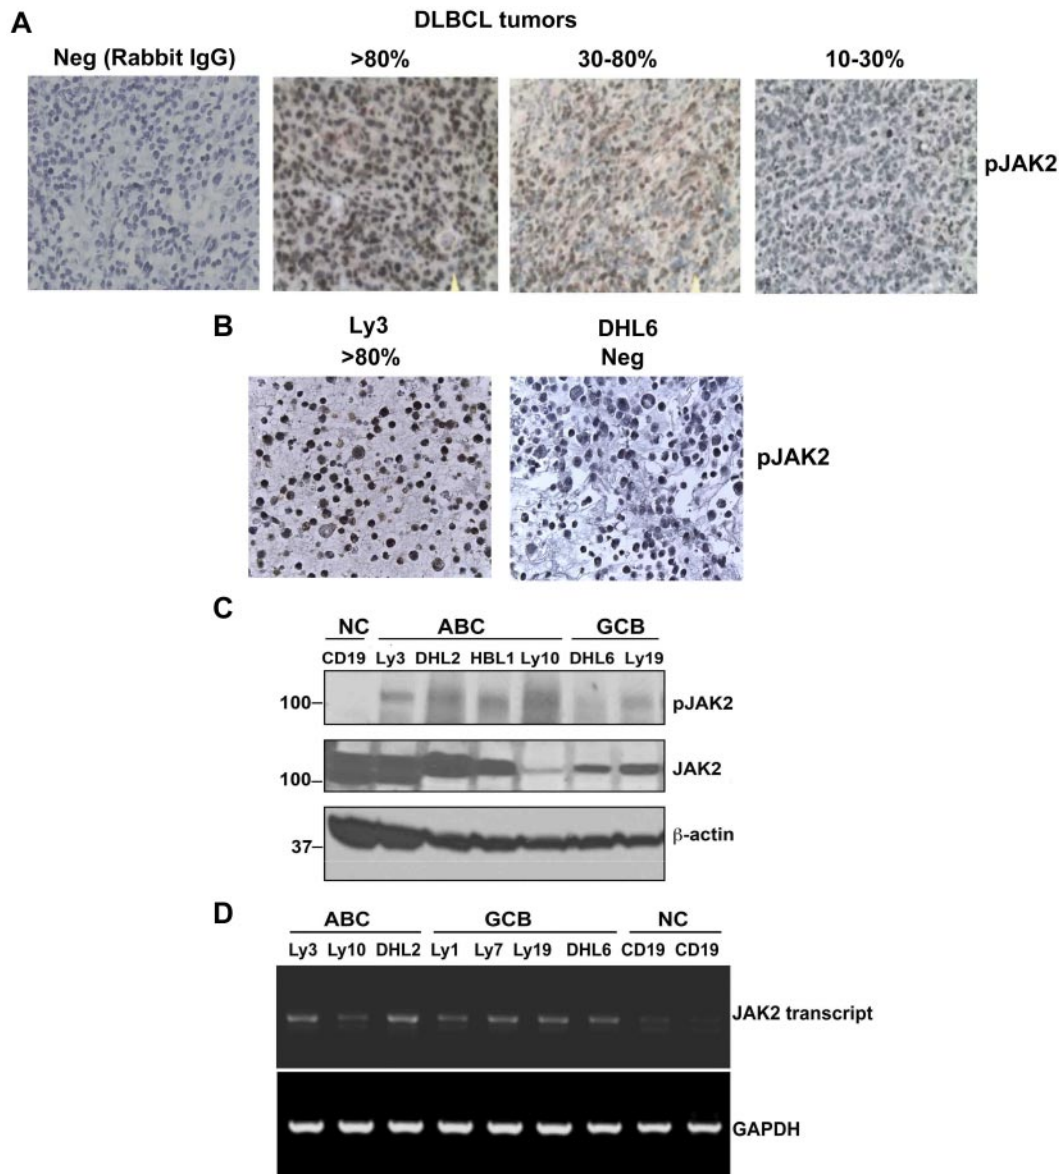 A
DLBCL tumors
Neg (Rabbit IgG) >80% 30-80% 10-30%
pJAK2
B
Ly3 DHL6
>80% Neg
pJAK2
C
NC ABC GCB
CD19 Ly3 DHL2 HBL1 Ly10 DHL6 Ly19
100 pJAK2
100 JAK2
37 β-actin
D
ABC GCB NC
Ly3 Ly10 DHL2 Ly1 Ly7 Ly19 DHL6 CD19 CD19
JAK2 transcript
GAPDH